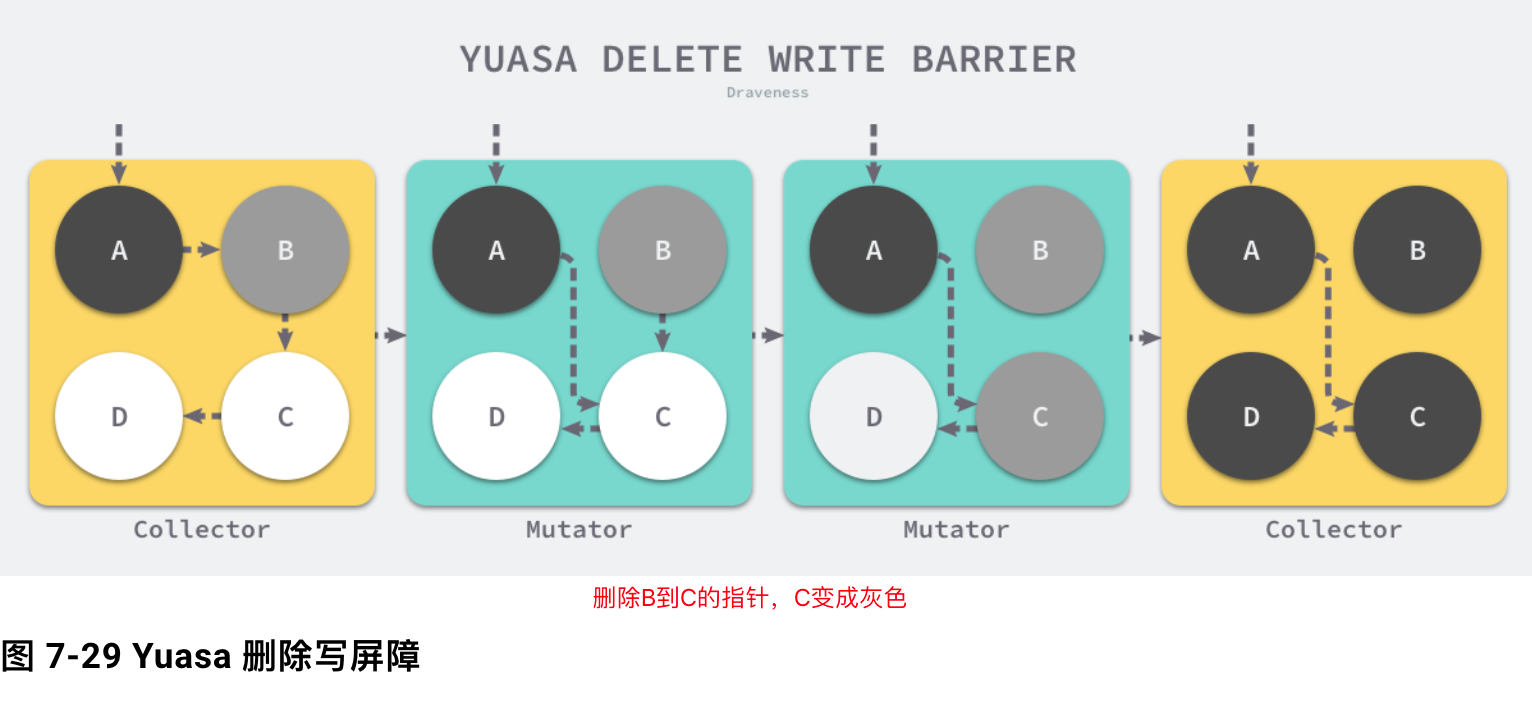 YUASA DELETE WRITE BARRIER
Draveness
A B A B A B A B
D C D C D C D C
Collector Mutator Mutator Collector
删除B到C的指针，C变成灰色
图 7-29 Yuasa 删除写屏障